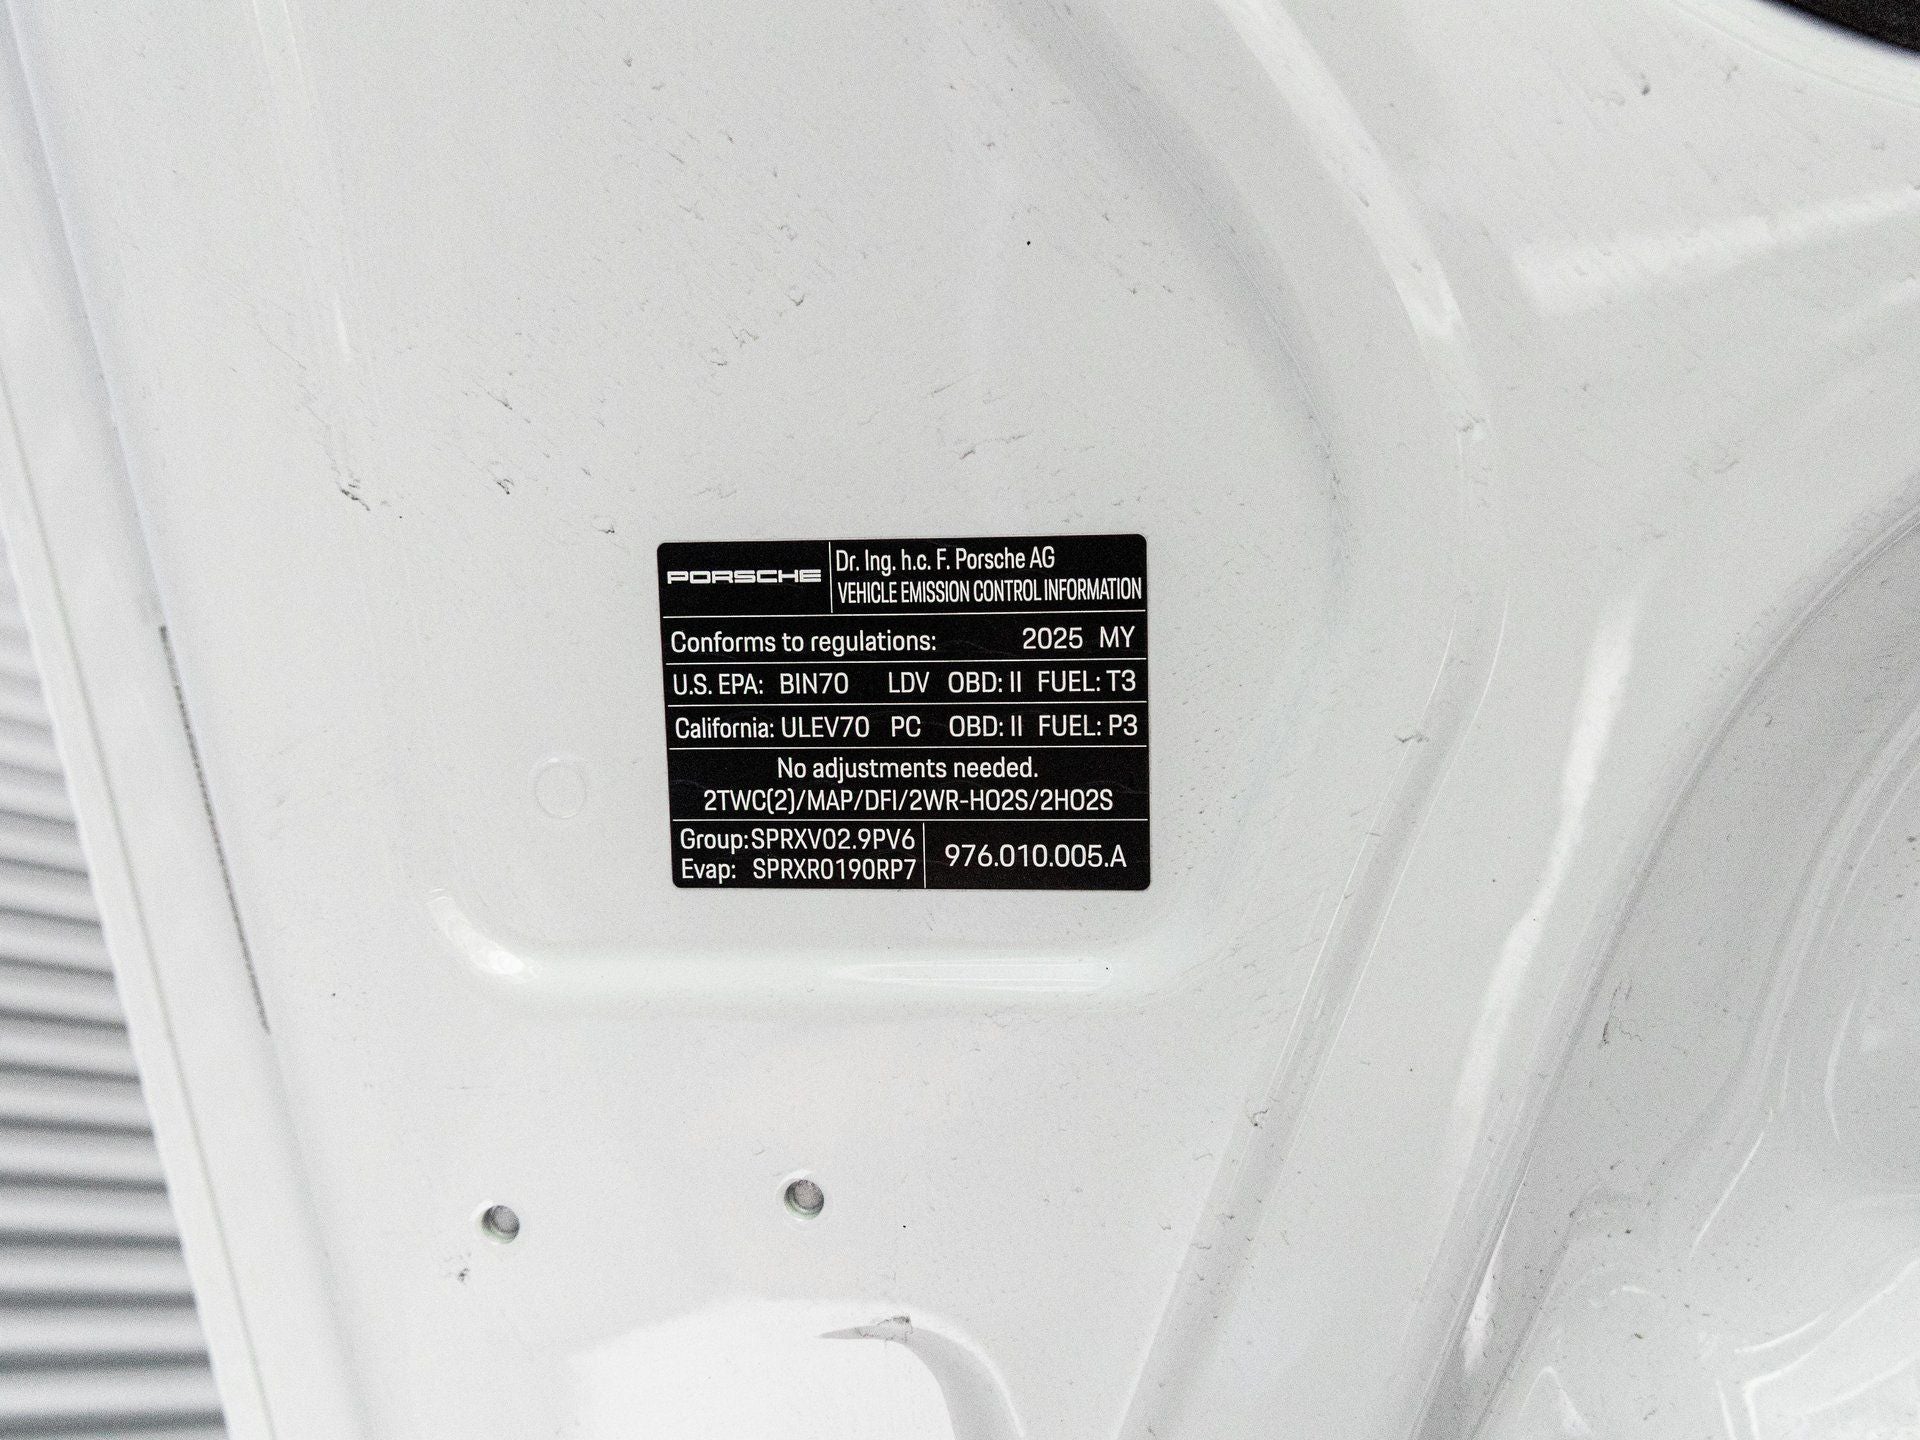 PORSCHE
Dr. Ing. h.c. F. Porsche AG
VEHICLE EMISSION CONTROL INFORMATION
Conforms to regulations: 2025 MY
U.S. EPA: BIN70 LDV OBD: II FUEL: T3
California: ULEV70 PC OBD: II FUEL: P3
No adjustments needed.
2TWC(2)/MAP/DFI/2WR-HO2S/2HO2S
Group: SPRXV02.9PV6
Evap: SPRXR0190RP7
976.010.005.A